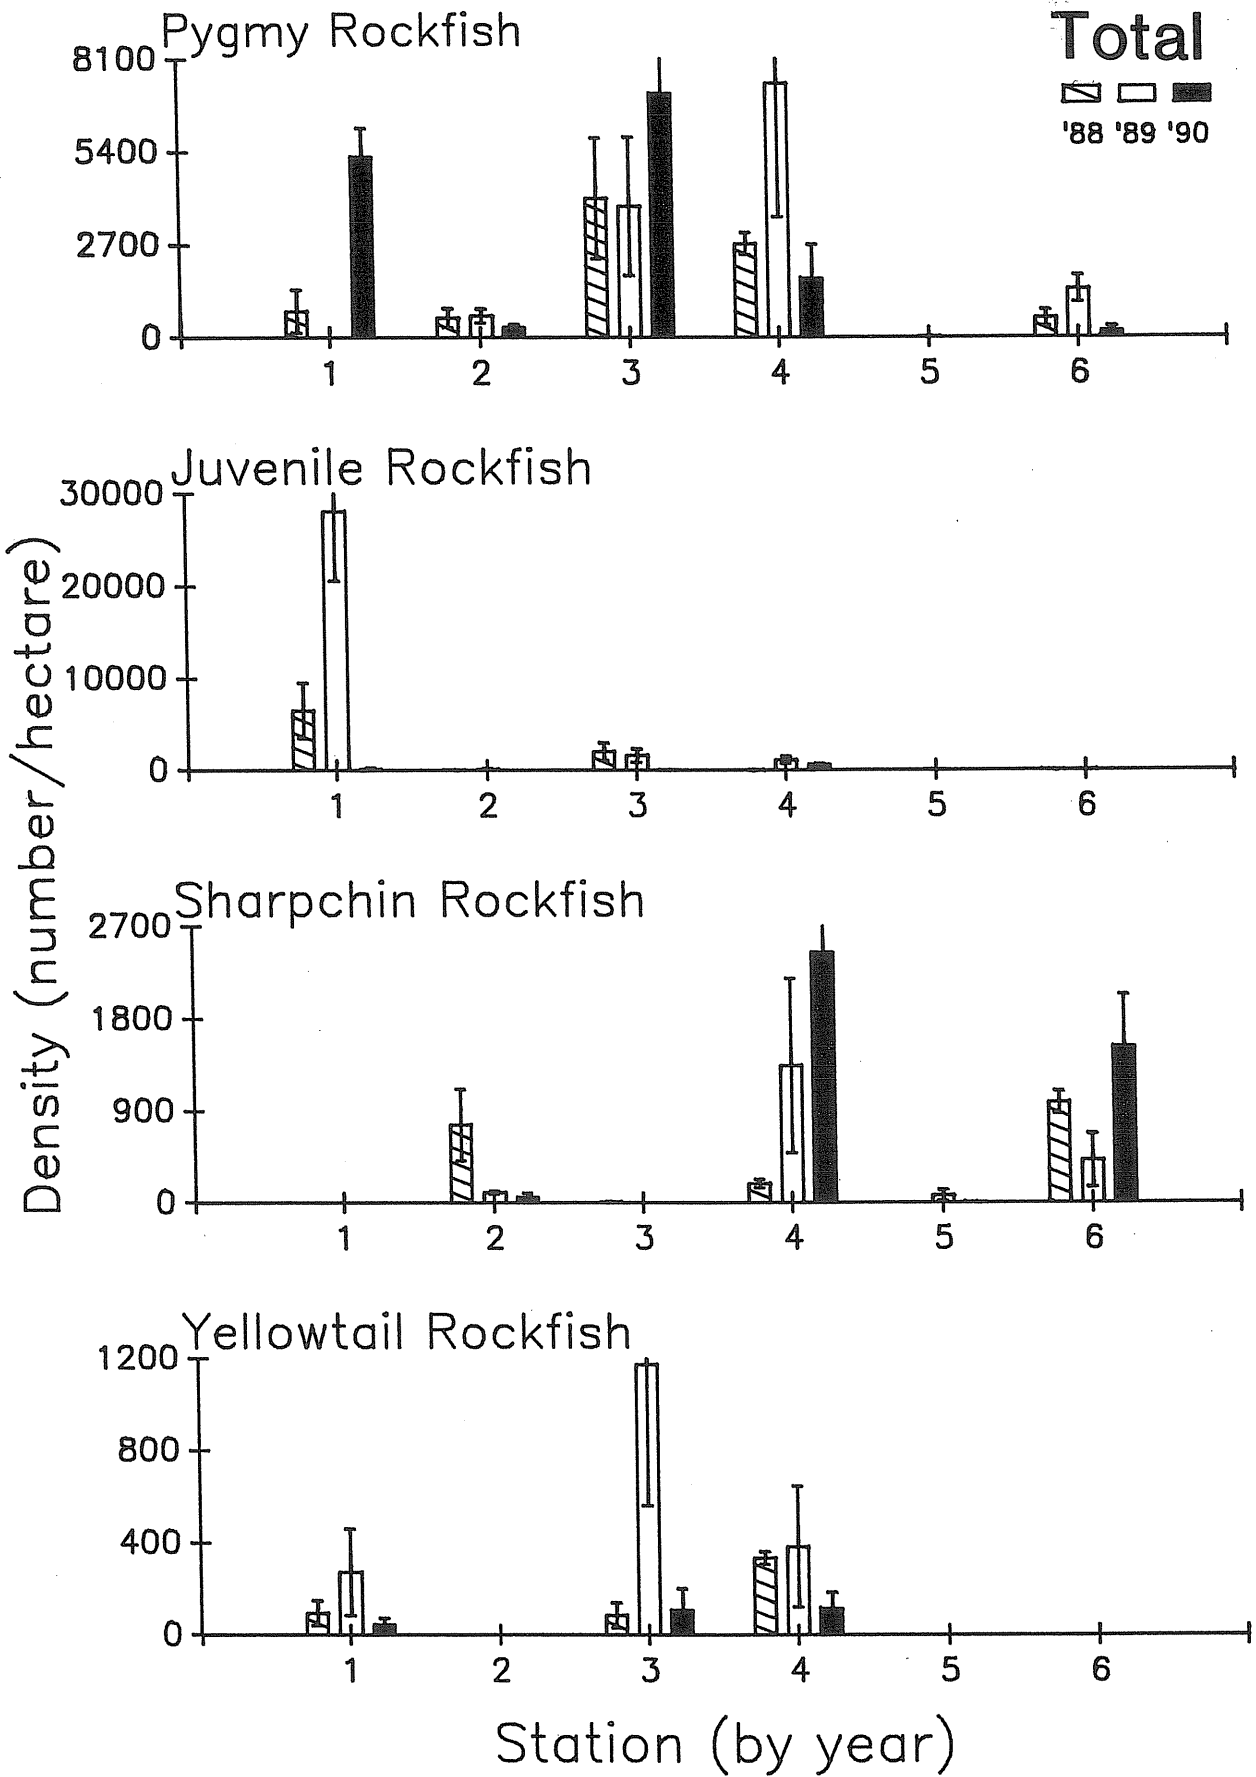 Pygmy Rockfish
Total
'88 '89 '90
8100
5400
2700
0
1 2 3 4 5 6
Juvenile Rockfish
30000
20000
10000
0
1 2 3 4 5 6
Density (number/hectare)
Sharpchin Rockfish
2700
1800
900
0
1 2 3 4 5 6
Yellowtail Rockfish
1200
800
400
0
1 2 3 4 5 6
Station (by year)